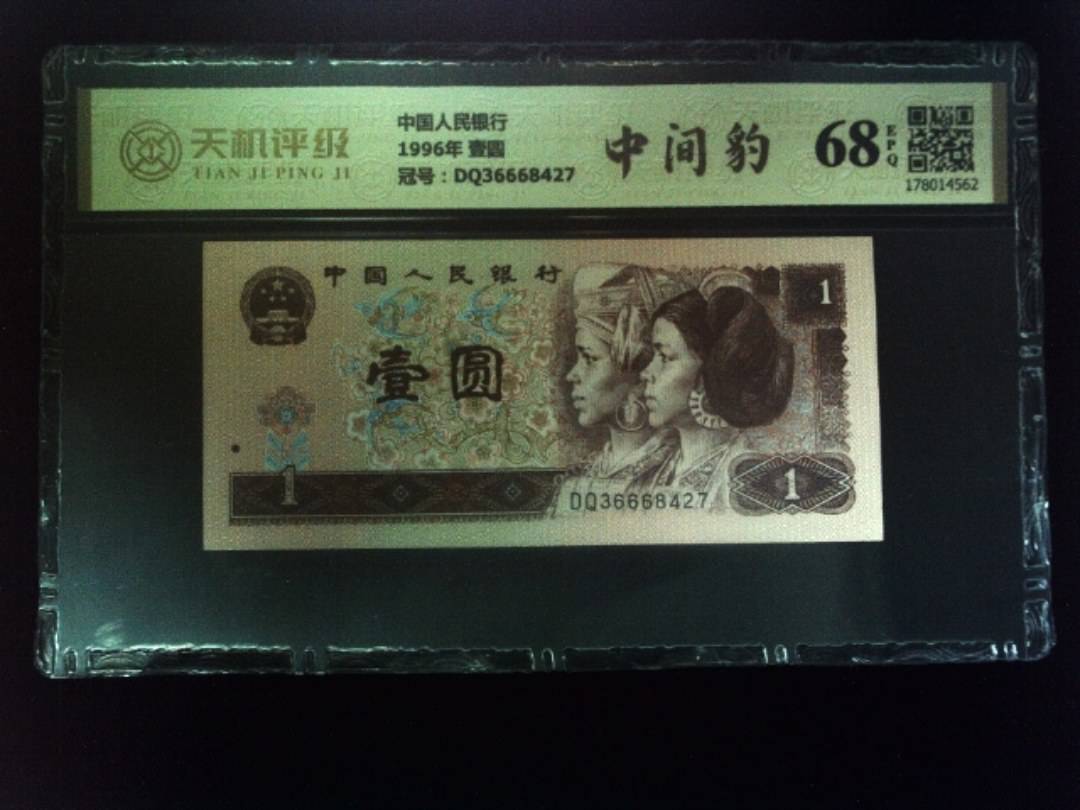 天机评级
TIAN JI PING JI
中国人民银行
1996年 壹圆
冠号：DQ36668427
中间豹
68
EPQ
178014562
中国人民银行
1
壹圆
1
DQ36668427
1